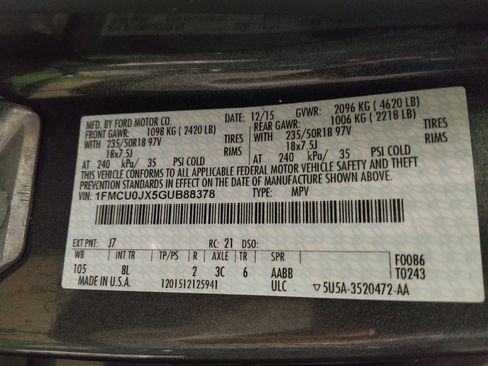 MFD. BY FORD MOTOR CO.
DATE: 12/15 GVWR: 2096 KG ( 4620 LB)
FRONT GAWR: 1098 KG ( 2420 LB) REAR GAWR: 1006 KG ( 2218 LB)
WITH 235/50R18 97V TIRES WITH 235/50R18 97V TIRES
18x7.5J RIMS 18x7.5J RIMS
AT 240 kPa/ 35 PSI COLD AT 240 kPa/ 35 PSI COLD
THIS VEHICLE CONFORMS TO ALL APPLICABLE FEDERAL MOTOR VEHICLE SAFETY AND THEFT
PREVENTION STANDARDS IN EFFECT ON THE DATE OF MANUFACTURE SHOWN ABOVE.
VIN: 1FMCU0JX5GUB88378 TYPE: MPV
EXT PNT: J7 RC: 21 DSO:
WB INT TR TP/PS R AXLE TR SPR F0086
105 8L 2 3C 6 AABB T0243
MADE IN U.S.A. 1201512125941 ULC 5U5A-3520472-AA